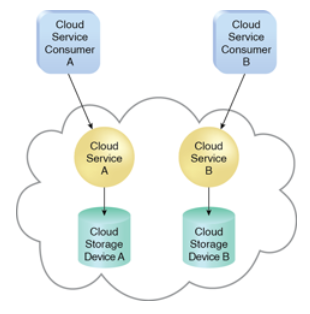 Cloud
Service
Consumer
A
Cloud
Service
Consumer
B
Cloud
Service
A
Cloud
Service
B
Cloud
Storage
Device A
Cloud
Storage
Device B